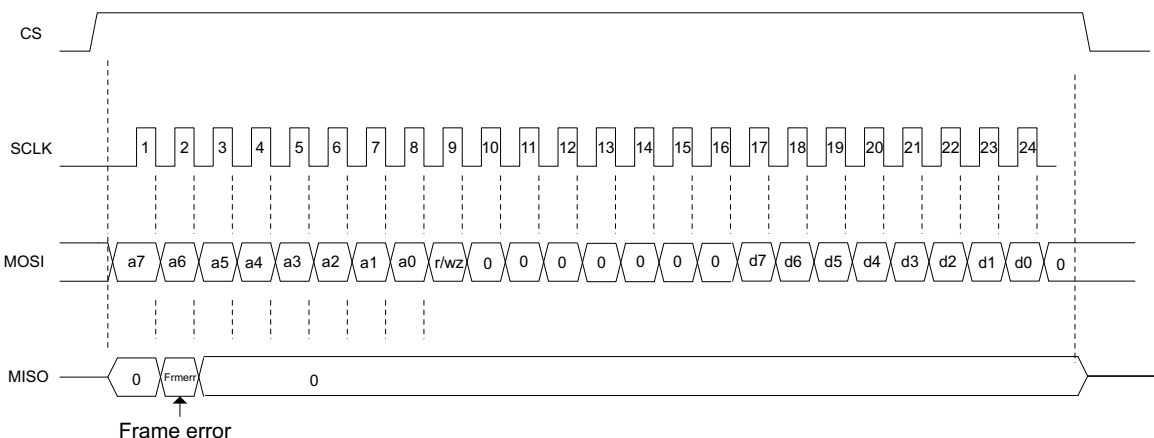 CS
SCLK 1 2 3 4 5 6 7 8 9 10 11 12 13 14 15 16 17 18 19 20 21 22 23 24
MOSI a7 a6 a5 a4 a3 a2 a1 a0 r/wz 0 0 0 0 0 0 0 d7 d6 d5 d4 d3 d2 d1 d0 0
MISO 0 Frmerr 0
Frame error